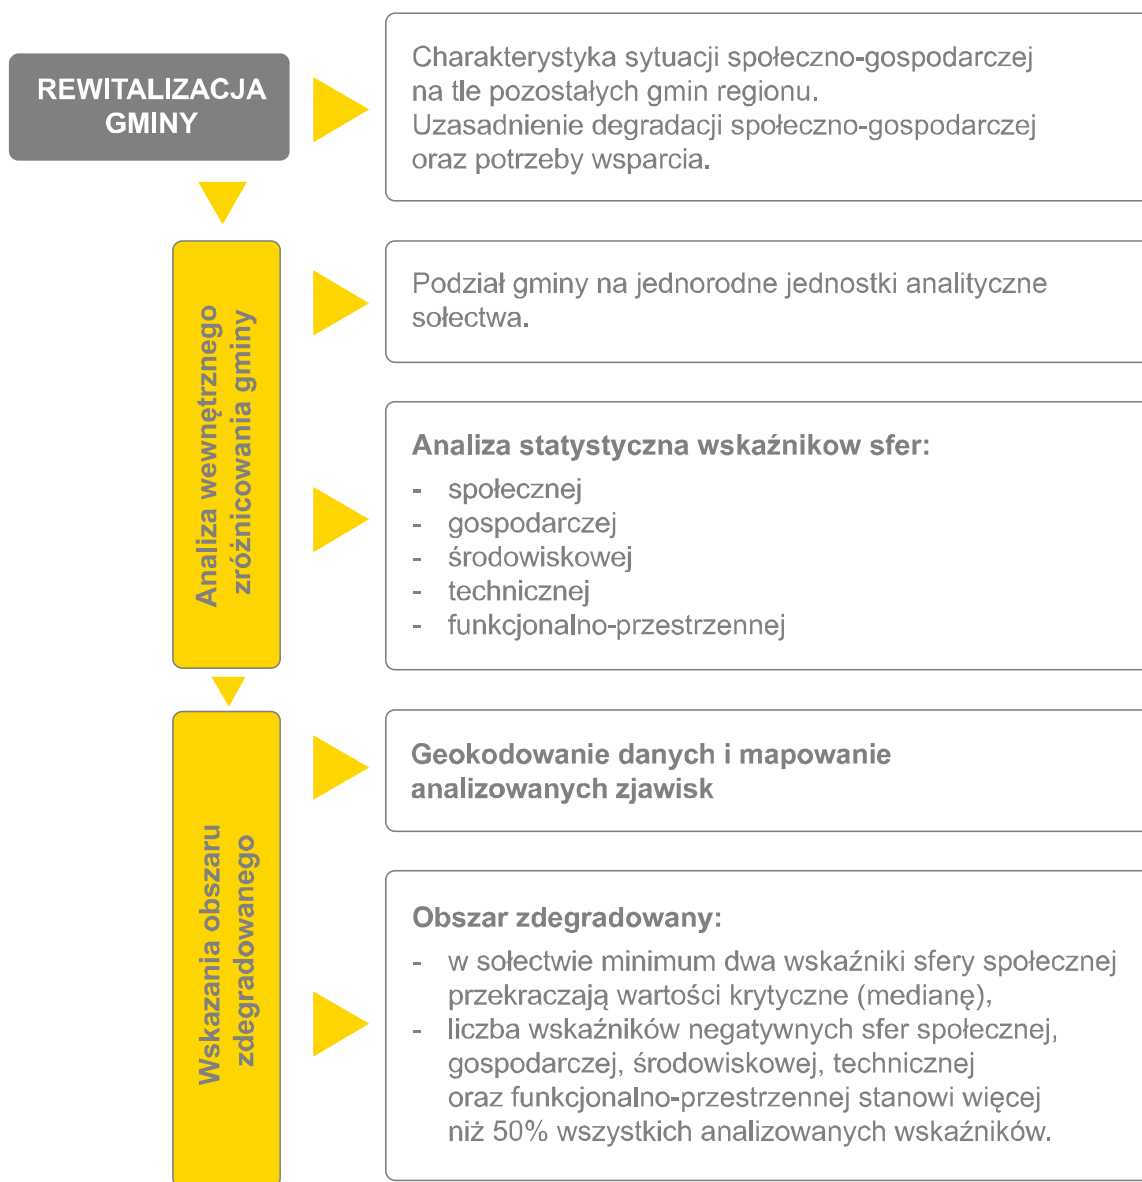 REWITALIZACJA
GMINY
Charakterystyka sytuacji społeczno-gospodarczej
na tle pozostałych gmin regionu.
Uzasadnienie degradacji społeczno-gospodarczej
oraz potrzeby wsparcia.
Analiza wewnętrznego
zróżnicowania gminy
Podział gminy na jednorodne jednostki analityczne
sołectwa.
Analiza statystyczna wskaźnikow sfer:
- społecznej
- gospodarczej
- środowiskowej
- technicznej
- funkcjonalno-przestrzennej
Wskazania obszaru
zdegradowanego
Geokodowanie danych i mapowanie
analizowanych zjawisk
Obszar zdegradowany:
- w sołectwie minimum dwa wskaźniki sfery społecznej
przekraczają wartości krytyczne (medianę),
- liczba wskaźników negatywnych sfer społecznej,
gospodarczej, środowiskowej, technicznej
oraz funkcjonalno-przestrzennej stanowi więcej
niż 50% wszystkich analizowanych wskaźników.